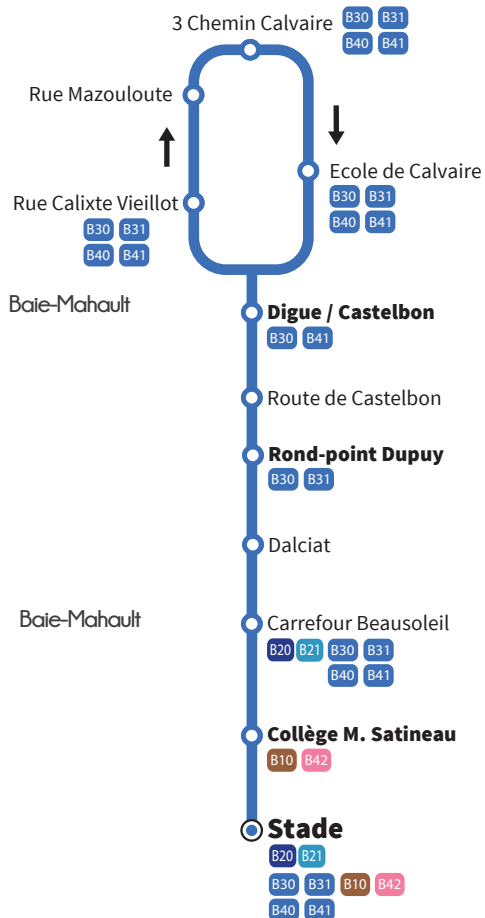 3 Chemin Calvaire
B30 B31
B40 B41
Rue Mazouloute
Ecole de Calvaire
B30 B31
B40 B41
Rue Calixte Vieillot
B30 B31
B40 B41
Baie-Mahault
Digue / Castelbon
B30 B41
Route de Castelbon
Rond-point Dupuy
B30 B31
Dalciat
Baie-Mahault
Carrefour Beausoleil
B20 B21 B30 B31
B40 B41
Collège M. Satineau
B10 B42
Stade
B20 B21
B30 B31 B10 B42
B40 B41